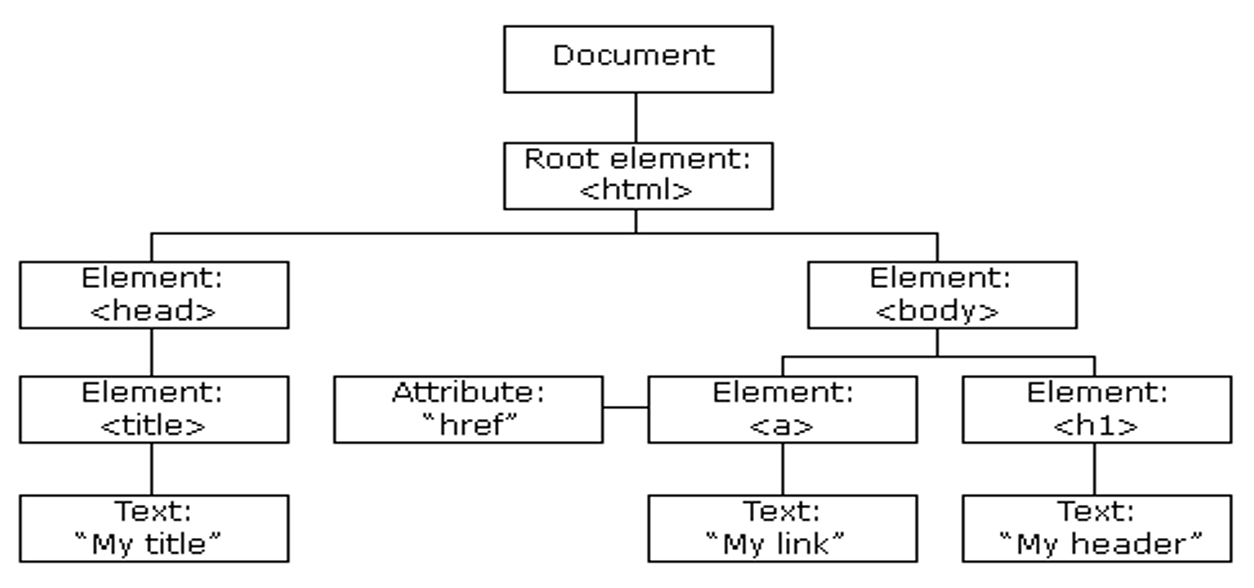 Document
Root element:
<html>
Element:
<head>
Element:
<body>
Element:
<title>
Attribute:
“href”
Element:
<a>
Element:
<h1>
Text:
“My title”
Text:
“My link”
Text:
“My header”